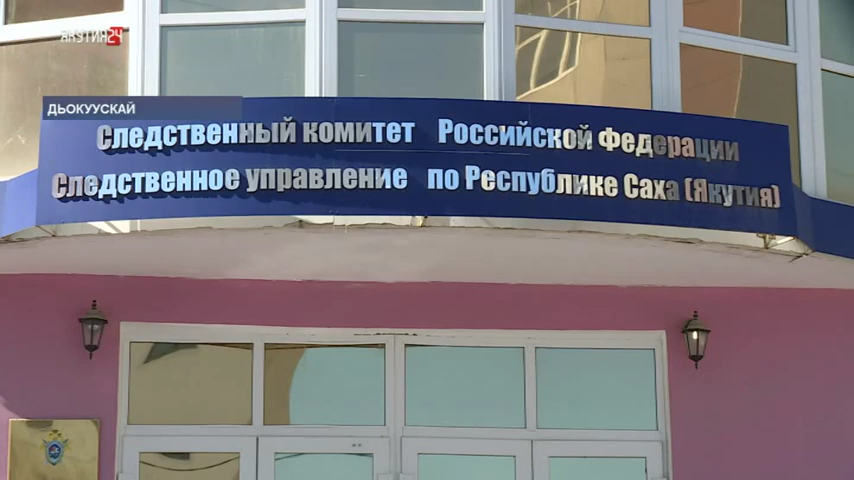 ЯКУТИЯ24
ДЬОКУУСКАЙ
Следственный комитет Российской Федерации
Следственное управление по Республике Саха (Якутия)